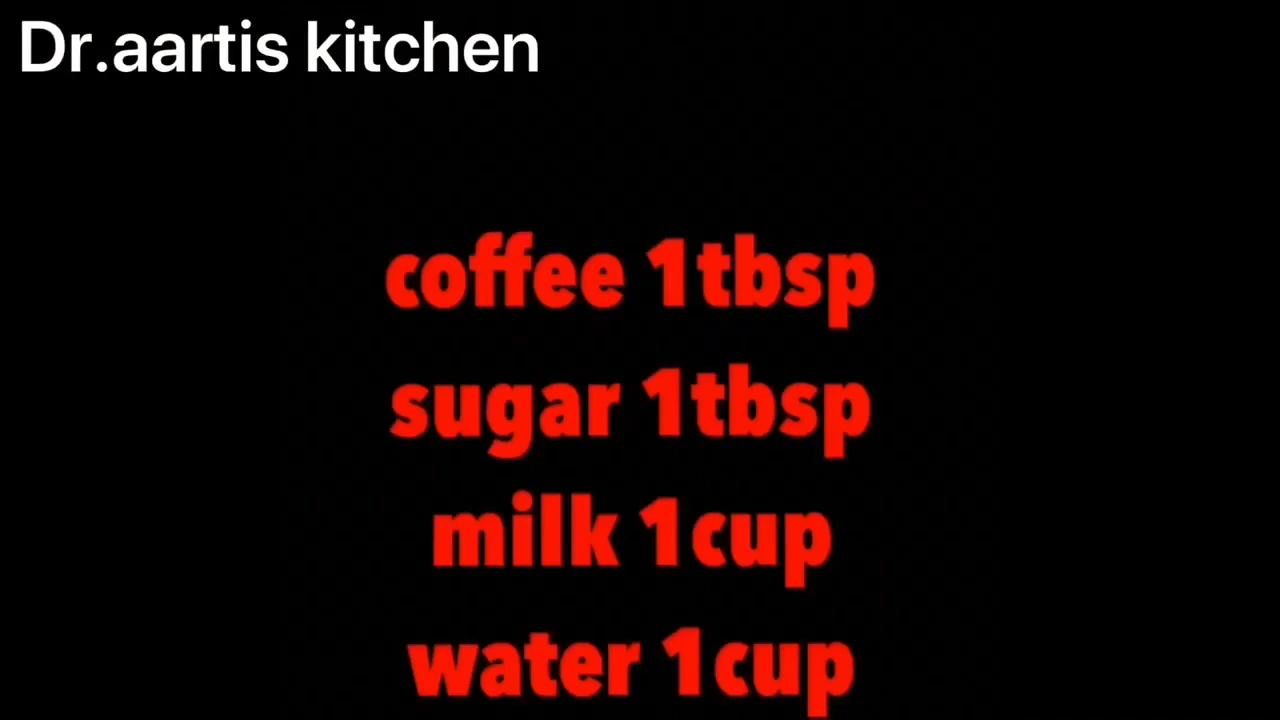 Dr.aartis kitchen
coffee 1tbsp
sugar 1tbsp
milk 1cup
water 1cup